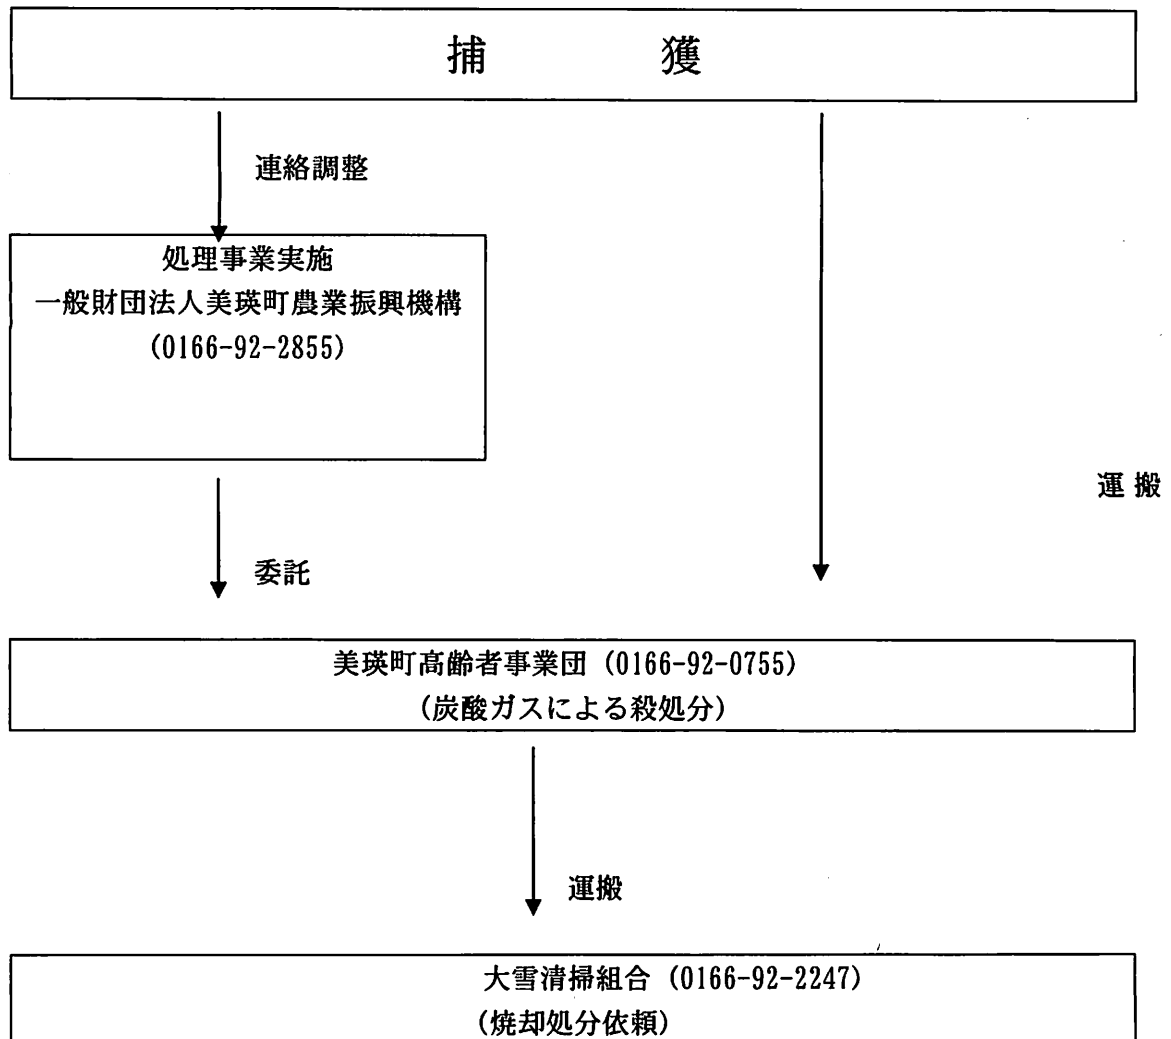 捕　　　獲
連絡調整
処理事業実施
一般財団法人美瑛町農業振興機構
(0166-92-2855)
運 搬
委託
美瑛町高齢者事業団 (0166-92-0755)
(炭酸ガスによる殺処分)
運搬
大雪清掃組合 (0166-92-2247)
(焼却処分依頼)